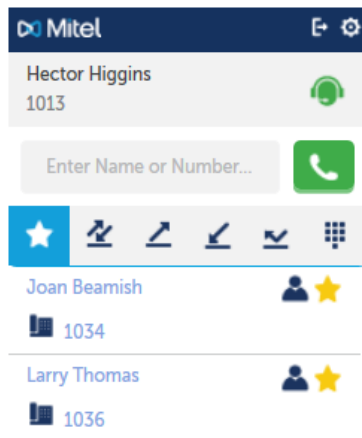 Mitel
Hector Higgins
1013
Enter Name or Number...
Joan Beamish
1034
Larry Thomas
1036